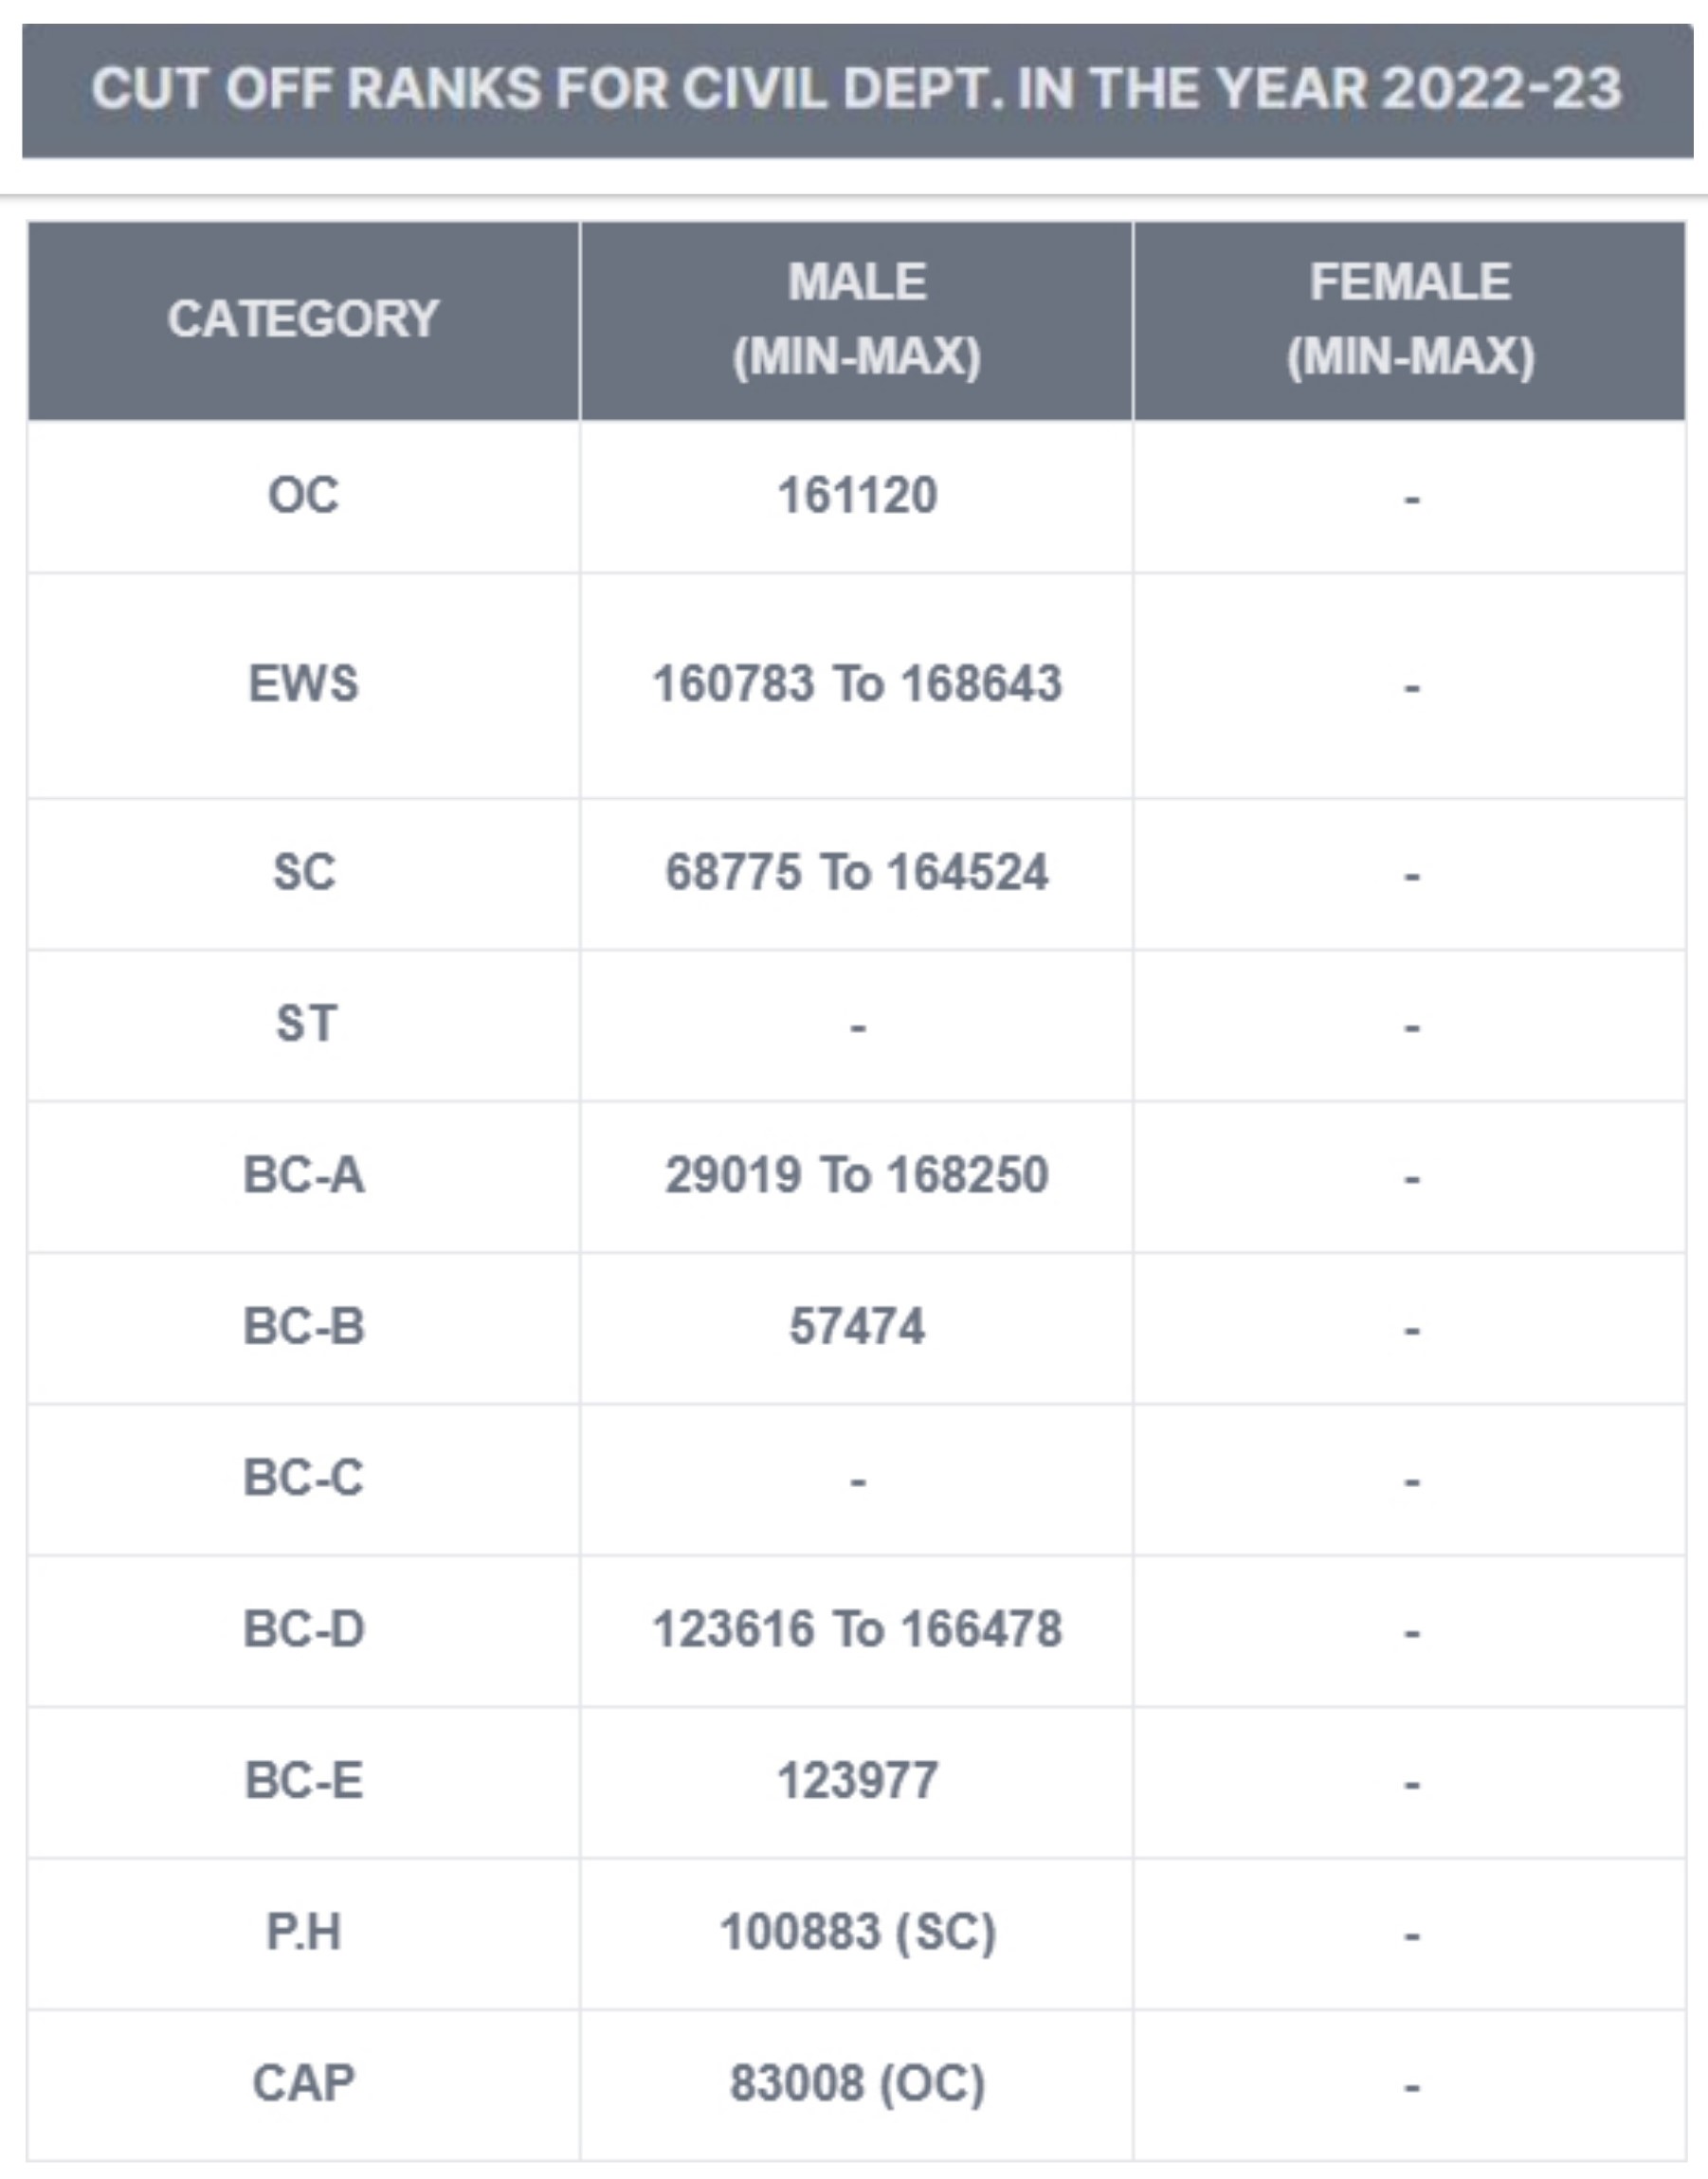 CUT OFF RANKS FOR CIVIL DEPT. IN THE YEAR 2022-23
CATEGORY MALE (MIN-MAX) FEMALE (MIN-MAX)
OC 161120 -
EWS 160783 To 168643 -
SC 68775 To 164524 -
ST - -
BC-A 29019 To 168250 -
BC-B 57474 -
BC-C - -
BC-D 123616 To 166478 -
BC-E 123977 -
P.H 100883 (SC) -
CAP 83008 (OC) -